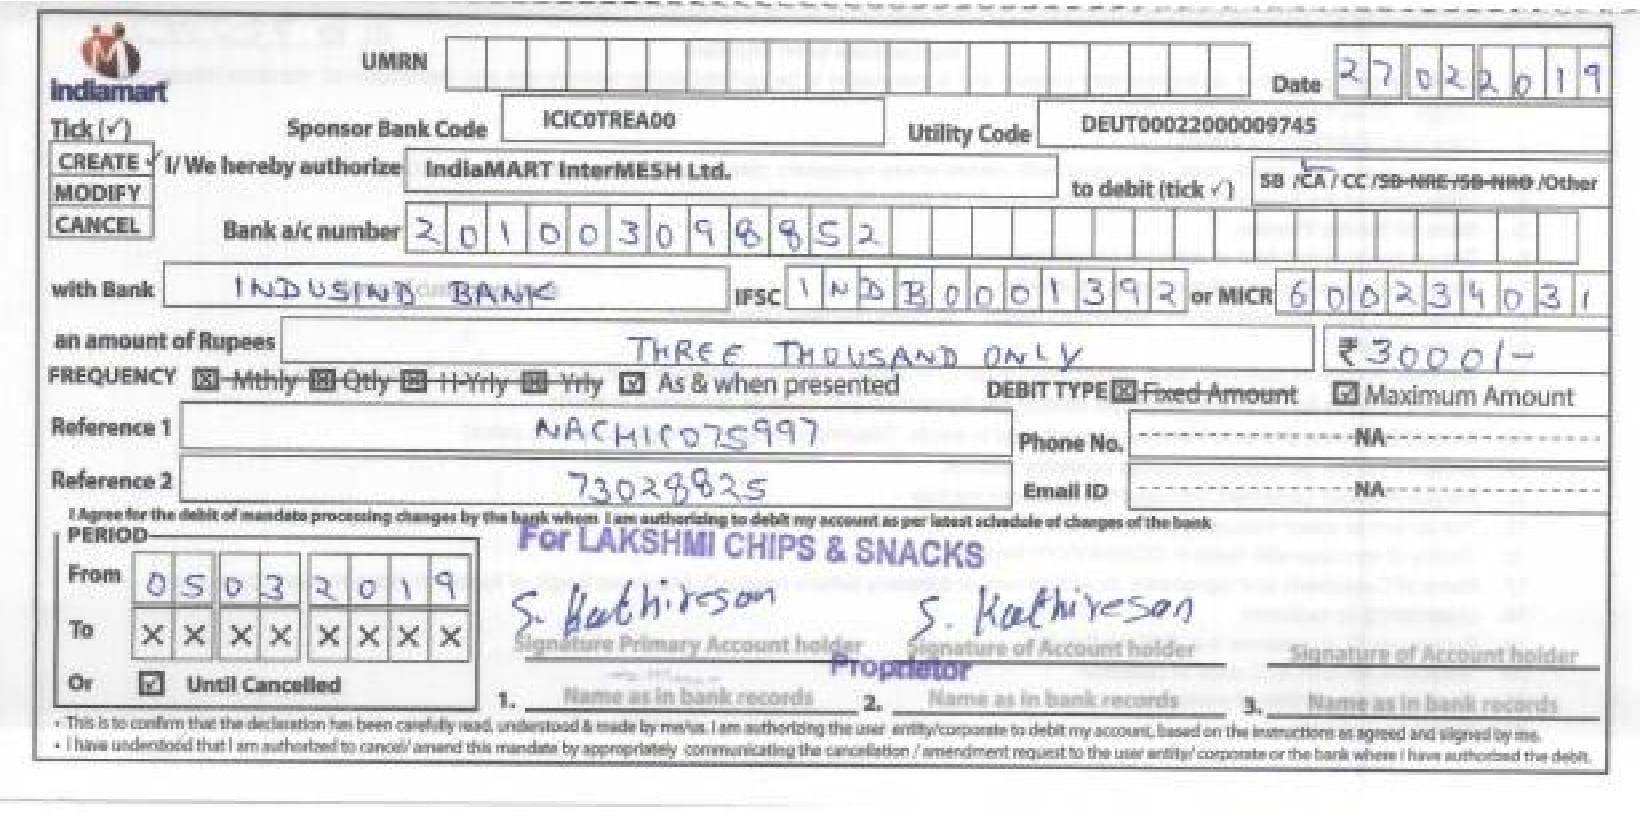 indiamart
UMRN
Date 27022019
Tick (✓)
Sponsor Bank Code ICIC0TREA00 Utility Code DEUT00022000009745
CREATE ✓ I/ We hereby authorize IndiaMART InterMESH Ltd. to debit (tick ✓) SB /CA / CC /SB-NRE /SB-NRO /Other
MODIFY
CANCEL
Bank a/c number 201003098852
with Bank INDUSIND BANK IFSC INDB0001392 or MICR 600234031
an amount of Rupees THREE THOUSAND ONLY ₹ 3000/-
FREQUENCY ☒ Mthly ☒ Qtly ☒ H-Yrly ☒ Yrly ☑ As & when presented DEBIT TYPE ☒ Fixed Amount ☑ Maximum Amount
Reference 1 NACHIC075997 Phone No. NA
Reference 2 73028825 Email ID NA
I Agree for the debit of mandate processing charges by the bank whom I am authorizing to debit my account as per latest schedule of charges of the bank
PERIOD
For LAKSHMI CHIPS & SNACKS
From 05032019
S. Kathiresan S. Kathiresan
To XXXXXXXX
Signature Primary Account holder Signature of Account holder Signature of Account holder
Proprietor
Or ☑ Until Cancelled
1. Name as in bank records 2. Name as in bank records 3. Name as in bank records
• This is to confirm that the declaration has been carefully read, understood & made by me/us. I am authorizing the user entity/corporate to debit my account, based on the instructions as agreed and signed by me.
• I have understood that I am authorized to cancel/ amend this mandate by appropriately communicating the cancellation / amendment request to the user entity/ corporate or the bank where I have authorized the debit.